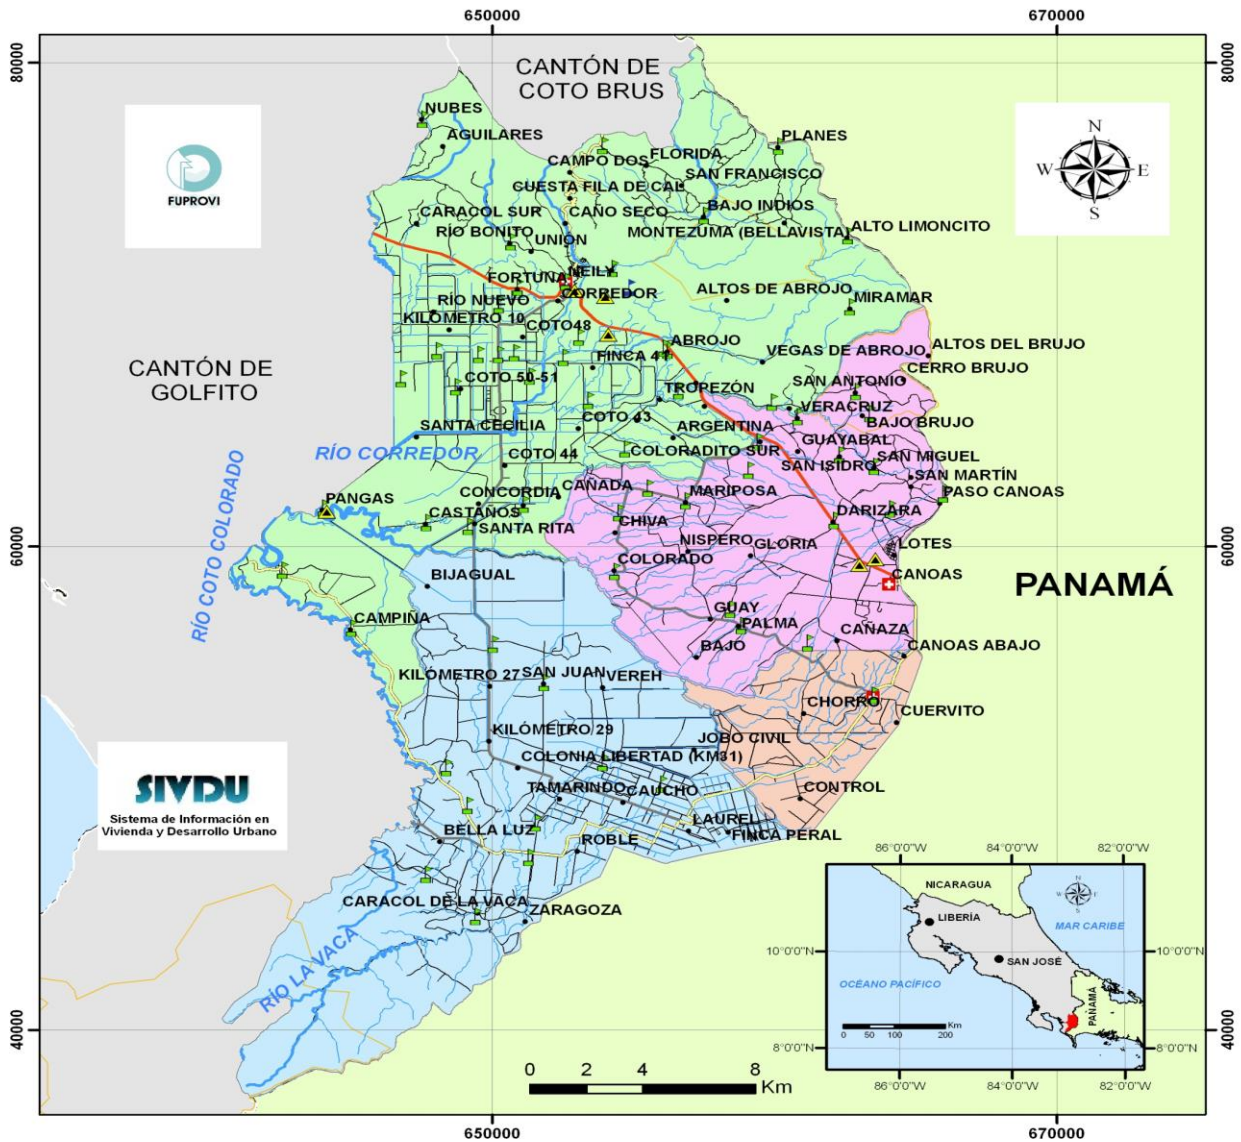 650000
670000
80000
80000
CANTÓN DE
COTO BRUS
NUBES
AGUILARES
PLANES
FLORIDA
CAMPO DOS
SAN FRANCISCO
CUESTA FILA DE CAL
N
W
E
S
FUPROVI
CARACOL SUR
CAÑO SECO
BAJO INDIOS
RÍO BONITO
UNIÓN
MONTEZUMA (BELLAVISTA)
ALTO LIMONCITO
NEILY
FORTUNA
CORREDOR
RÍO NUEVO
ALTOS DE ABROJO
MIRAMAR
KILÓMETRO 10
COTO48
ABROJO
CANTÓN DE
GOLFITO
FINCA 41
VEGAS DE ABROJO
ALTOS DEL BRUJO
CERRO BRUJO
COTO 50-51
TROPEZÓN
SAN ANTONIO
VERACRUZ
SANTA CECILIA
COTO 43
ARGENTINA
BAJO BRUJO
GUAYABAL
RÍO CORREDOR
COTO 44
COLORADITO SUR
SAN ISIDRO
SAN MIGUEL
SAN MARTÍN
RÍO COTO COLORADO
PANGAS
CONCORDIA
CAÑADA
MARIPOSA
PASO CANOAS
CASTAÑOS
SANTA RITA
CHIVA
DARIZARA
60000
60000
NISPERO
GLORIA
LOTES
COLORADO
CANOAS
BIJAGUAL
PANAMÁ
CAMPIÑA
GUAY
PALMA
CAÑAZA
BAJO
CANOAS ABAJO
KILÓMETRO 27
SAN JUAN
VEREH
CHORRO
CUERVITO
KILÓMETRO 29
JOBO CIVIL
COLONIA LIBERTAD (KM31)
SIVDU
Sistema de Información en
Vivienda y Desarrollo Urbano
TAMARINDO
CAUCHO
CONTROL
BELLA LUZ
LAUREL
FINCA PERAL
ROBLE
CARACOL DE LA VACA
ZARAGOZA
RÍO LA VACA
40000
40000
0 2 4 8
Km
86°0'0"W 84°0'0"W 82°0'0"W
NICARAGUA
N
W
E
S
LIBERÍA
MAR CARIBE
10°0'0"N
10°0'0"N
SAN JOSÉ
OCÉANO PACÍFICO
PAÑAMÁ
0 50 100 200 Km
8°0'0"N
8°0'0"N
86°0'0"W 84°0'0"W 82°0'0"W
650000
670000